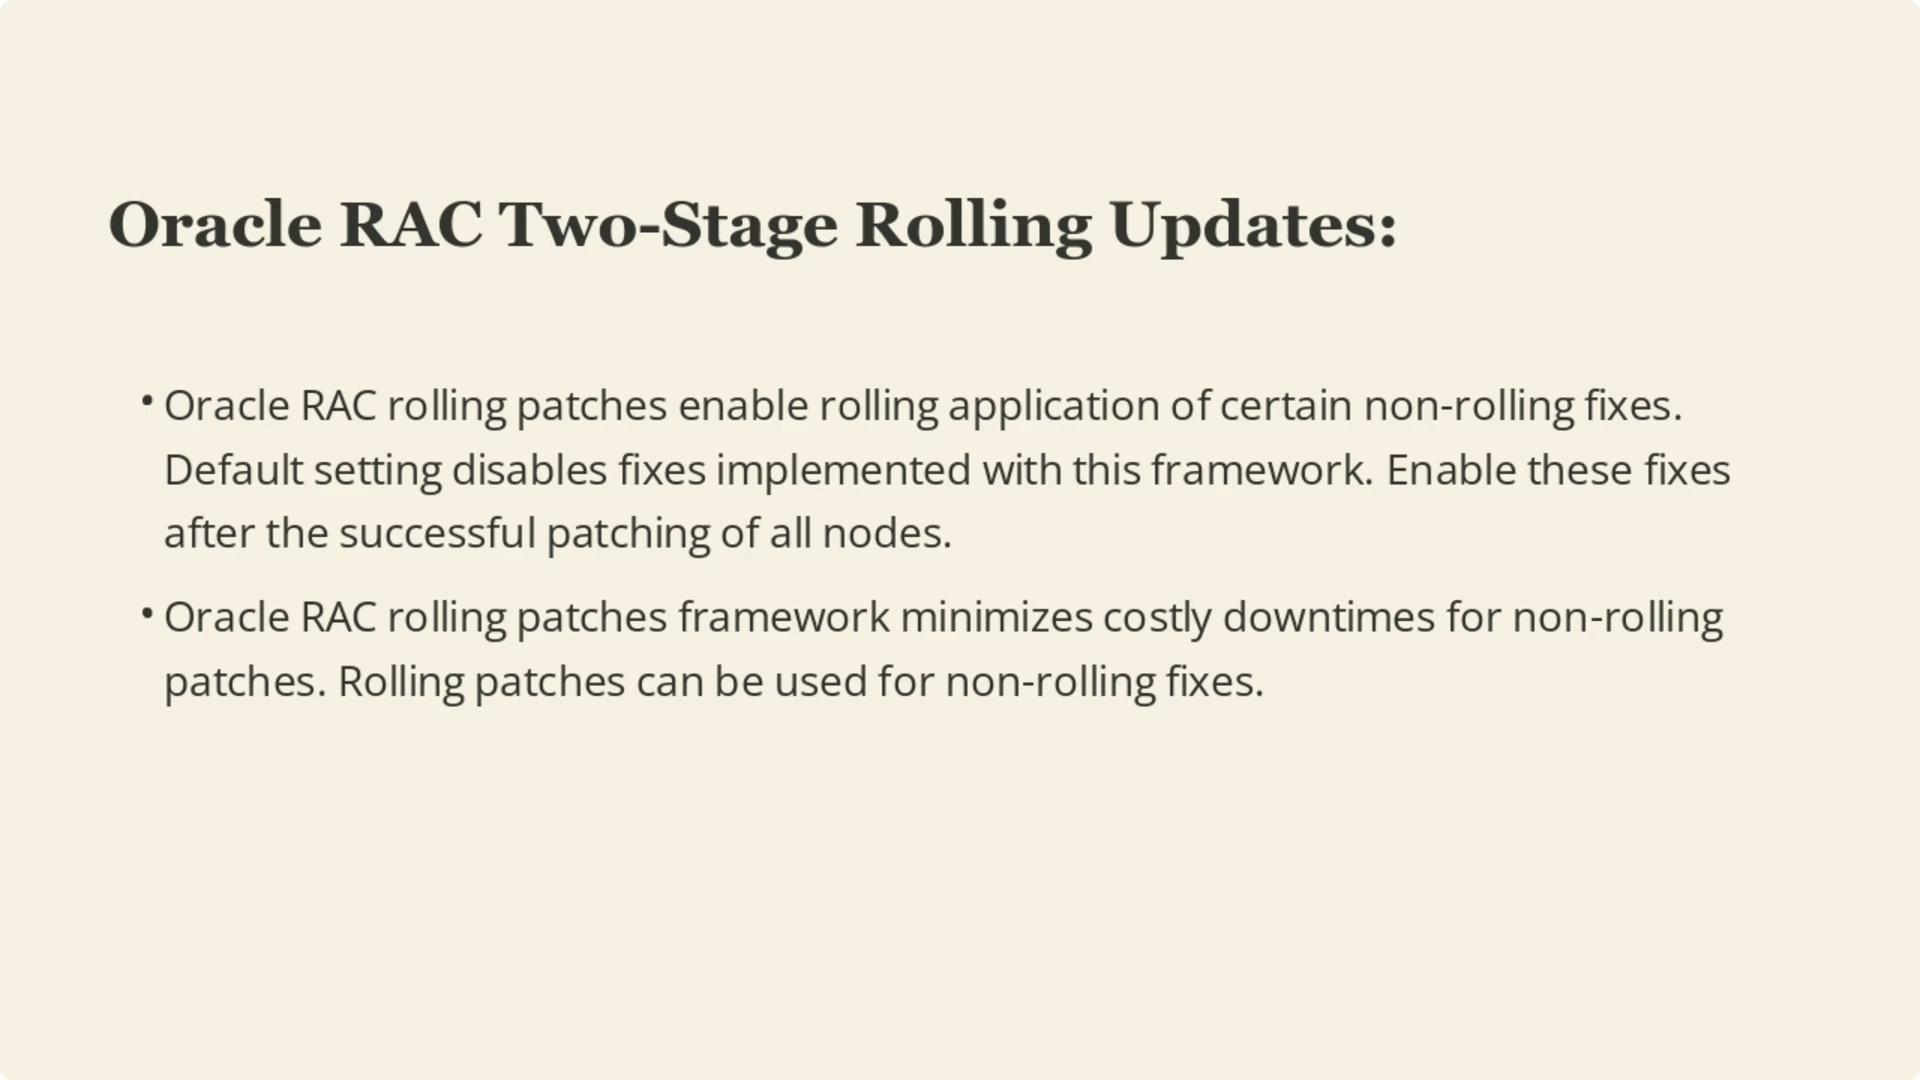 Oracle RAC Two-Stage Rolling Updates:
• Oracle RAC rolling patches enable rolling application of certain non-rolling fixes.
Default setting disables fixes implemented with this framework. Enable these fixes
after the successful patching of all nodes.
• Oracle RAC rolling patches framework minimizes costly downtimes for non-rolling
patches. Rolling patches can be used for non-rolling fixes.